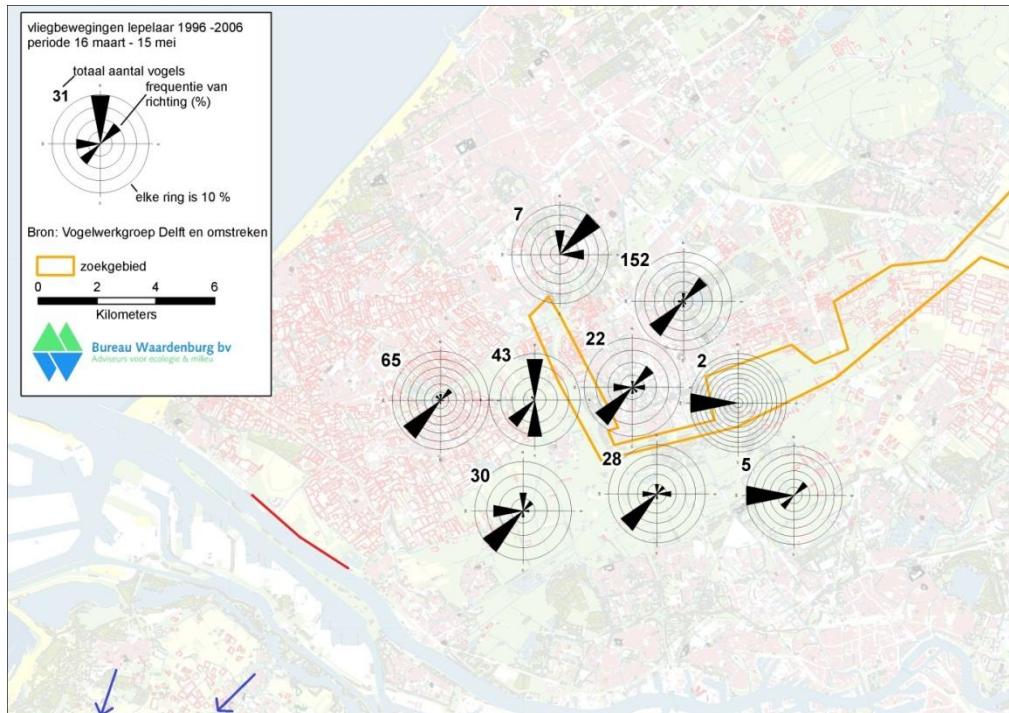 vliegbewegingen lepelaar 1996 -2006
periode 16 maart - 15 mei
totaal aantal vogels
31
frequentie van
richting (%)
elke ring is 10 %
Bron: Vogelwerkgroep Delft en omstreken
zoekgebied
0 2 4 6
Kilometers
Bureau Waardenburg bv
Adviseurs voor ecologie & milieu
7
152
22
2
65
43
30
28
5